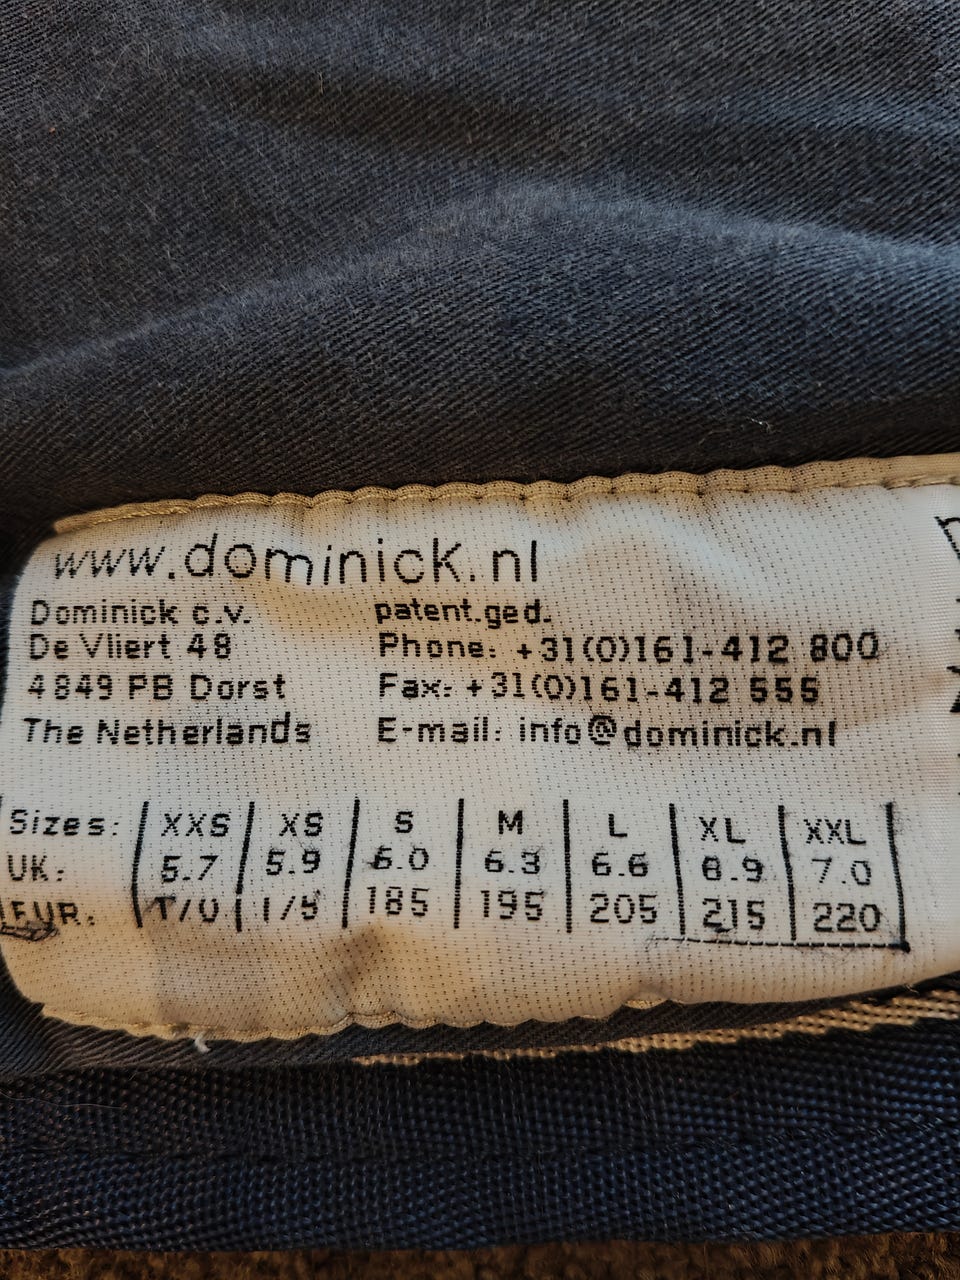 www.dominick.nl
Dominick c.v. patent.ged.
De Vliert 48 Phone: +31(0)161-412 800
4849 PB Dorst Fax: +31(0)161-412 555
The Netherlands E-mail: info@dominick.nl
Sizes: XXS XS S M L XL XXL
UK: 5.7 5.9 6.0 6.3 6.6 6.9 7.0
EUR: 185 195 205 215 220